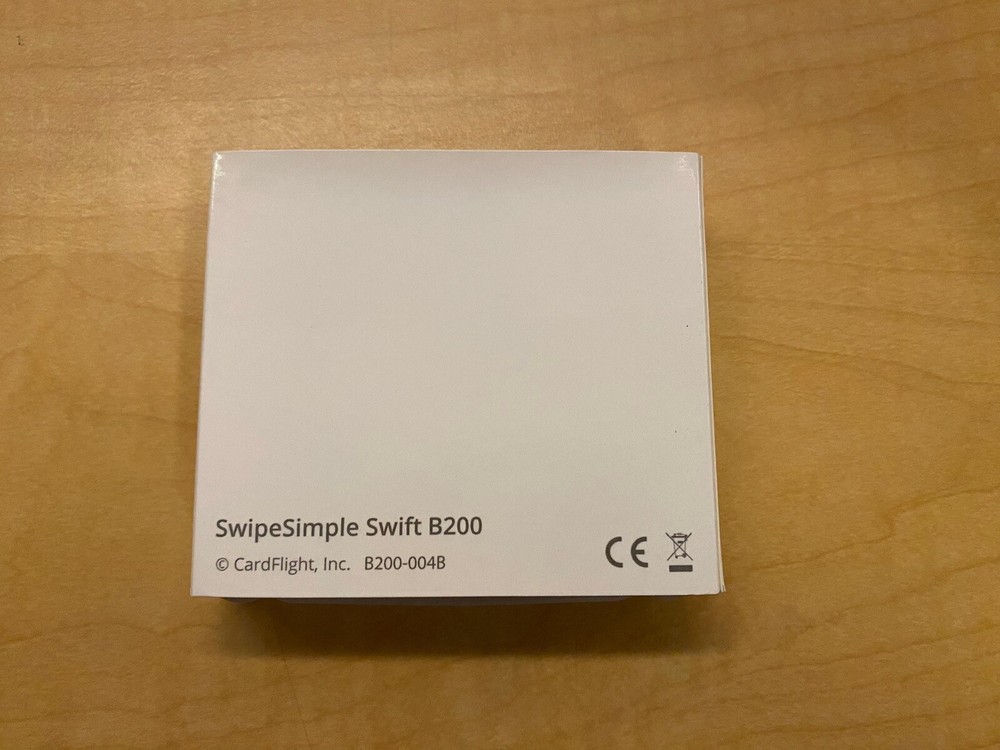 SwipeSimple Swift B200
© CardFlight, Inc. B200-004B
CE